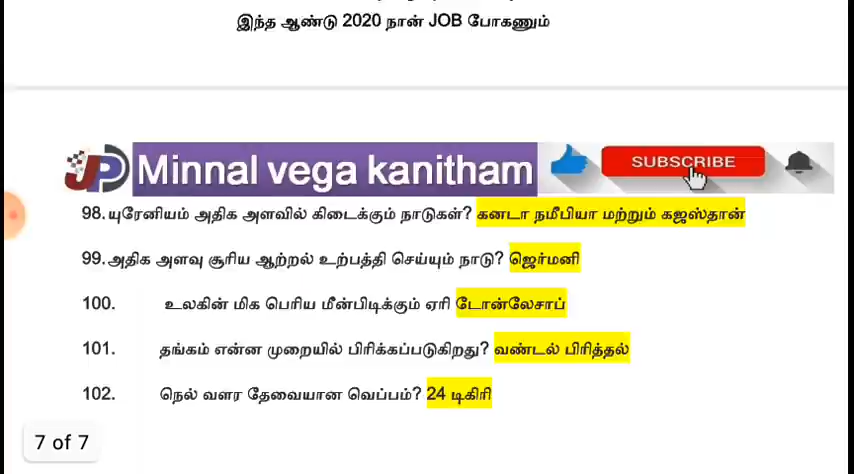 இந்த ஆண்டு 2020 நான் JOB போகணும்
JP Minnal vega kanitham SUBSCRIBE
98. யுரேனியம் அதிக அளவில் கிடைக்கும் நாடுகள்? கனடா நமீபியா மற்றும் கஜஸ்தான்
99. அதிக அளவு சூரிய ஆற்றல் உற்பத்தி செய்யும் நாடு? ஜெர்மனி
100. உலகின் மிக பெரிய மீன்பிடிக்கும் ஏரி டோன்லேசாப்
101. தங்கம் என்ன முறையில் பிரிக்கப்படுகிறது? வண்டல் பிரித்தல்
102. நெல் வளர தேவையான வெப்பம்? 24 டிகிரி
7 of 7